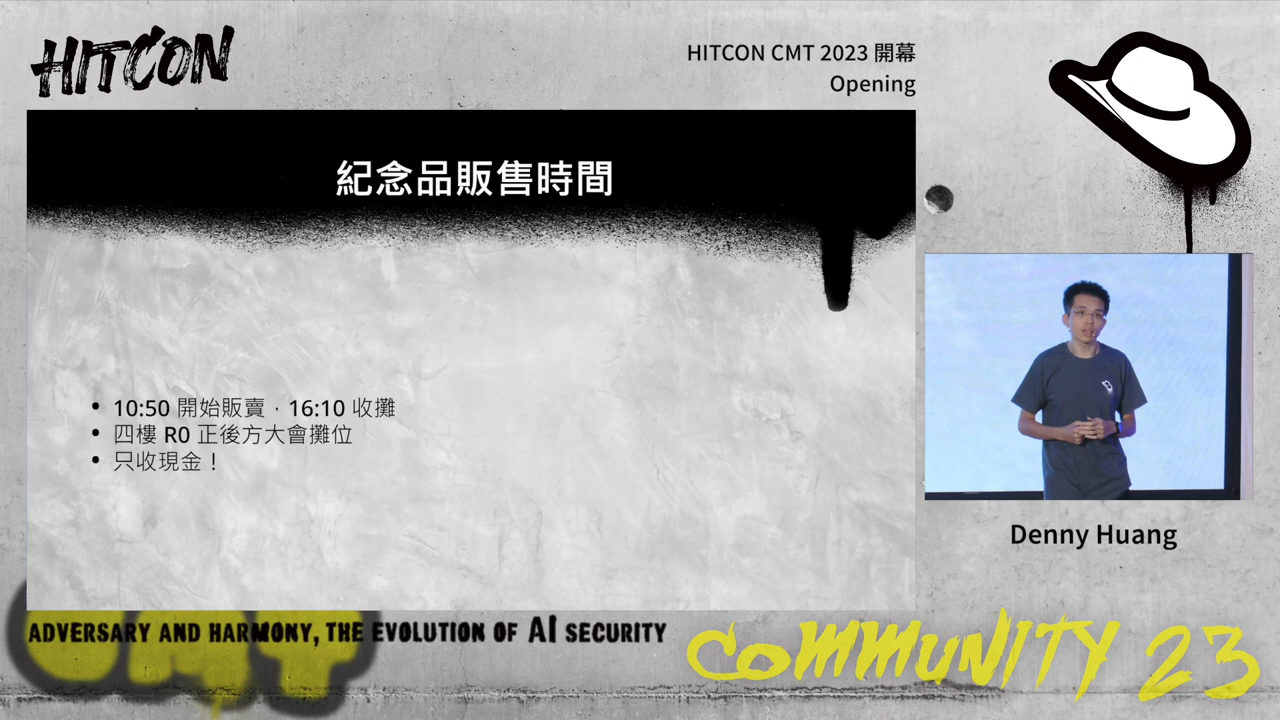 HITCON
HITCON CMT 2023 開幕
Opening
紀念品販售時間
• 10:50 開始販賣，16:10 收攤
• 四樓 R0 正後方大會攤位
• 只收現金！
Denny Huang
CMT
ADVERSARY AND HARMONY, THE EVOLUTION OF AI SECURITY
COMMUNITY 23